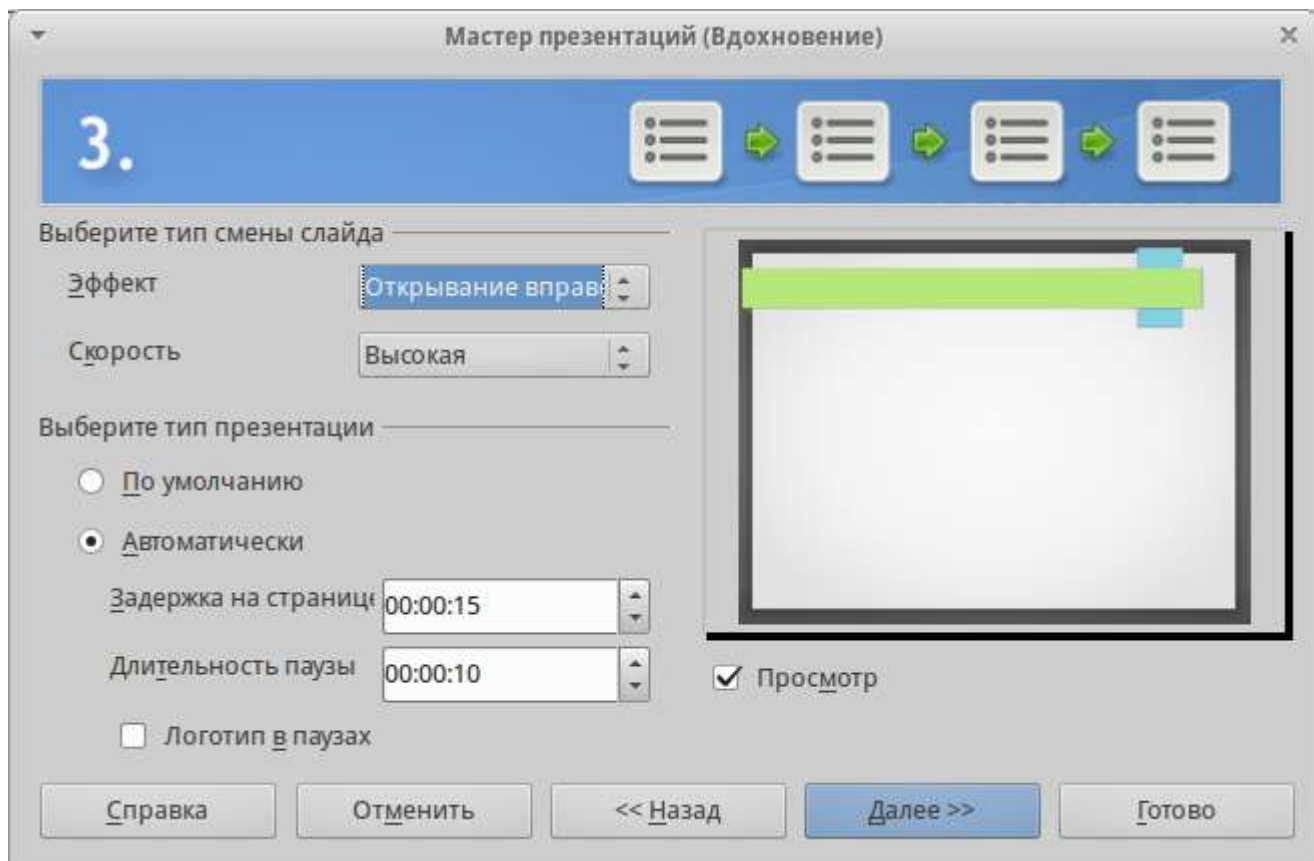 Мастер презентаций (Вдохновение)
3.
Выберите тип смены слайда
Эффект
Открывание вправ
Скорость
Высокая
Выберите тип презентации
По умолчанию
Автоматически
Задержка на страниц
00:00:15
Длительность паузы
00:00:10
Просмотр
Логотип в паузах
Справка
Отменить
<< Назад
Далее >>
Готово